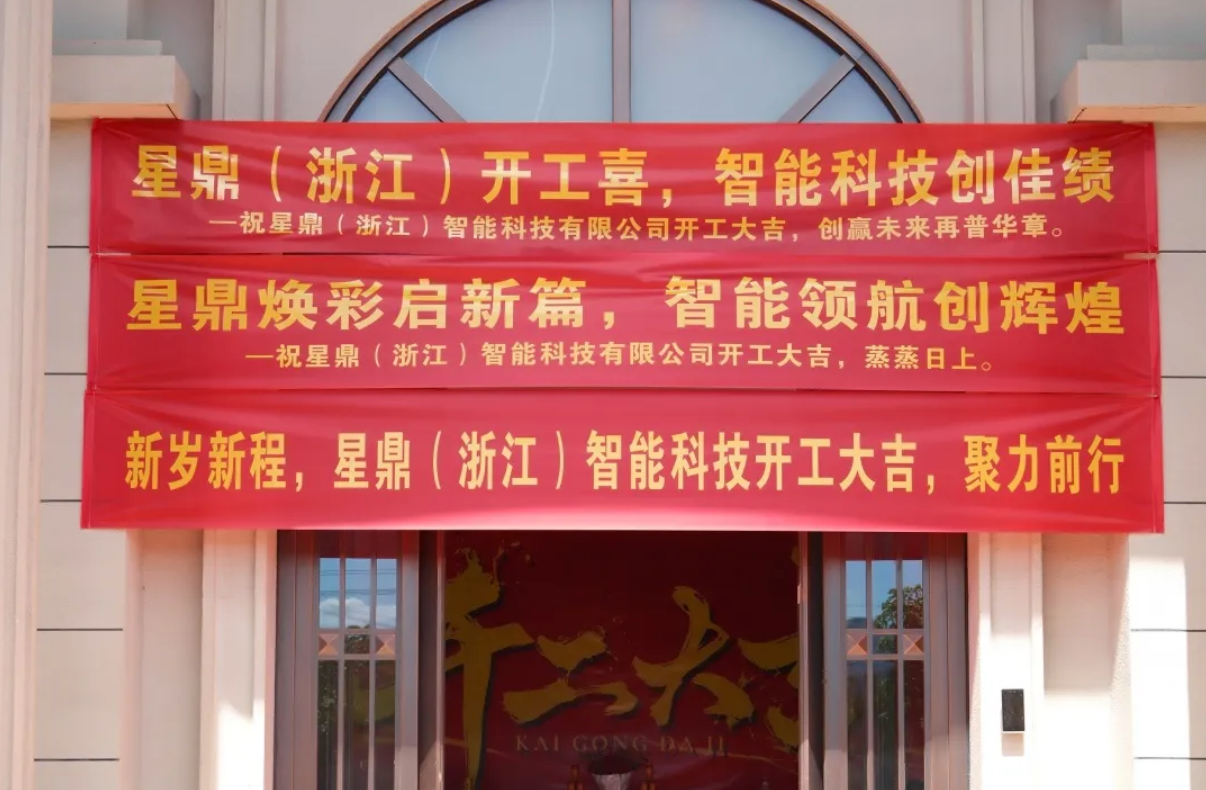 星鼎（浙江）开工喜，智能科技创佳绩
—祝星鼎（浙江）智能科技有限公司开工大吉，创赢未来再普华章。
星鼎焕彩启新篇，智能领航创辉煌
—祝星鼎（浙江）智能科技有限公司开工大吉，蒸蒸日上。
新岁新程，星鼎（浙江）智能科技开工大吉，聚力前行
开工大吉
KAI GONG DA JI